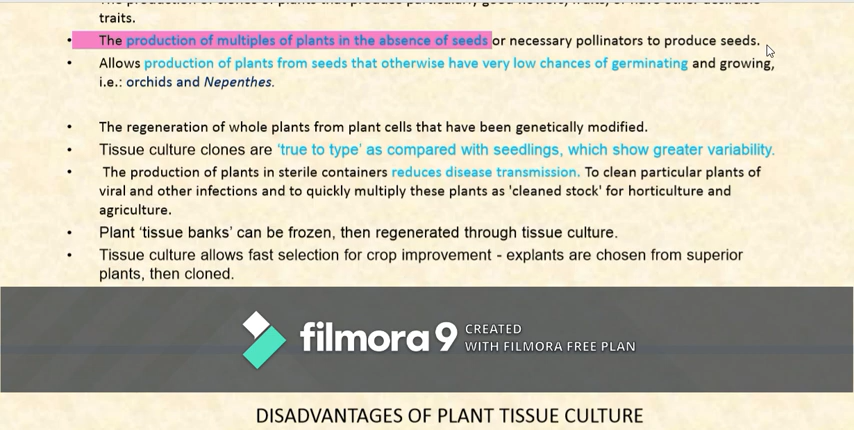 traits.
• The production of multiples of plants in the absence of seeds or necessary pollinators to produce seeds.
• Allows production of plants from seeds that otherwise have very low chances of germinating and growing,
i.e.: orchids and Nepenthes.
• The regeneration of whole plants from plant cells that have been genetically modified.
• Tissue culture clones are ‘true to type’ as compared with seedlings, which show greater variability.
• The production of plants in sterile containers reduces disease transmission. To clean particular plants of
viral and other infections and to quickly multiply these plants as 'cleaned stock' for horticulture and
agriculture.
• Plant ‘tissue banks’ can be frozen, then regenerated through tissue culture.
• Tissue culture allows fast selection for crop improvement - explants are chosen from superior
plants, then cloned.
filmora9 CREATED
WITH FILMORA FREE PLAN
DISADVANTAGES OF PLANT TISSUE CULTURE